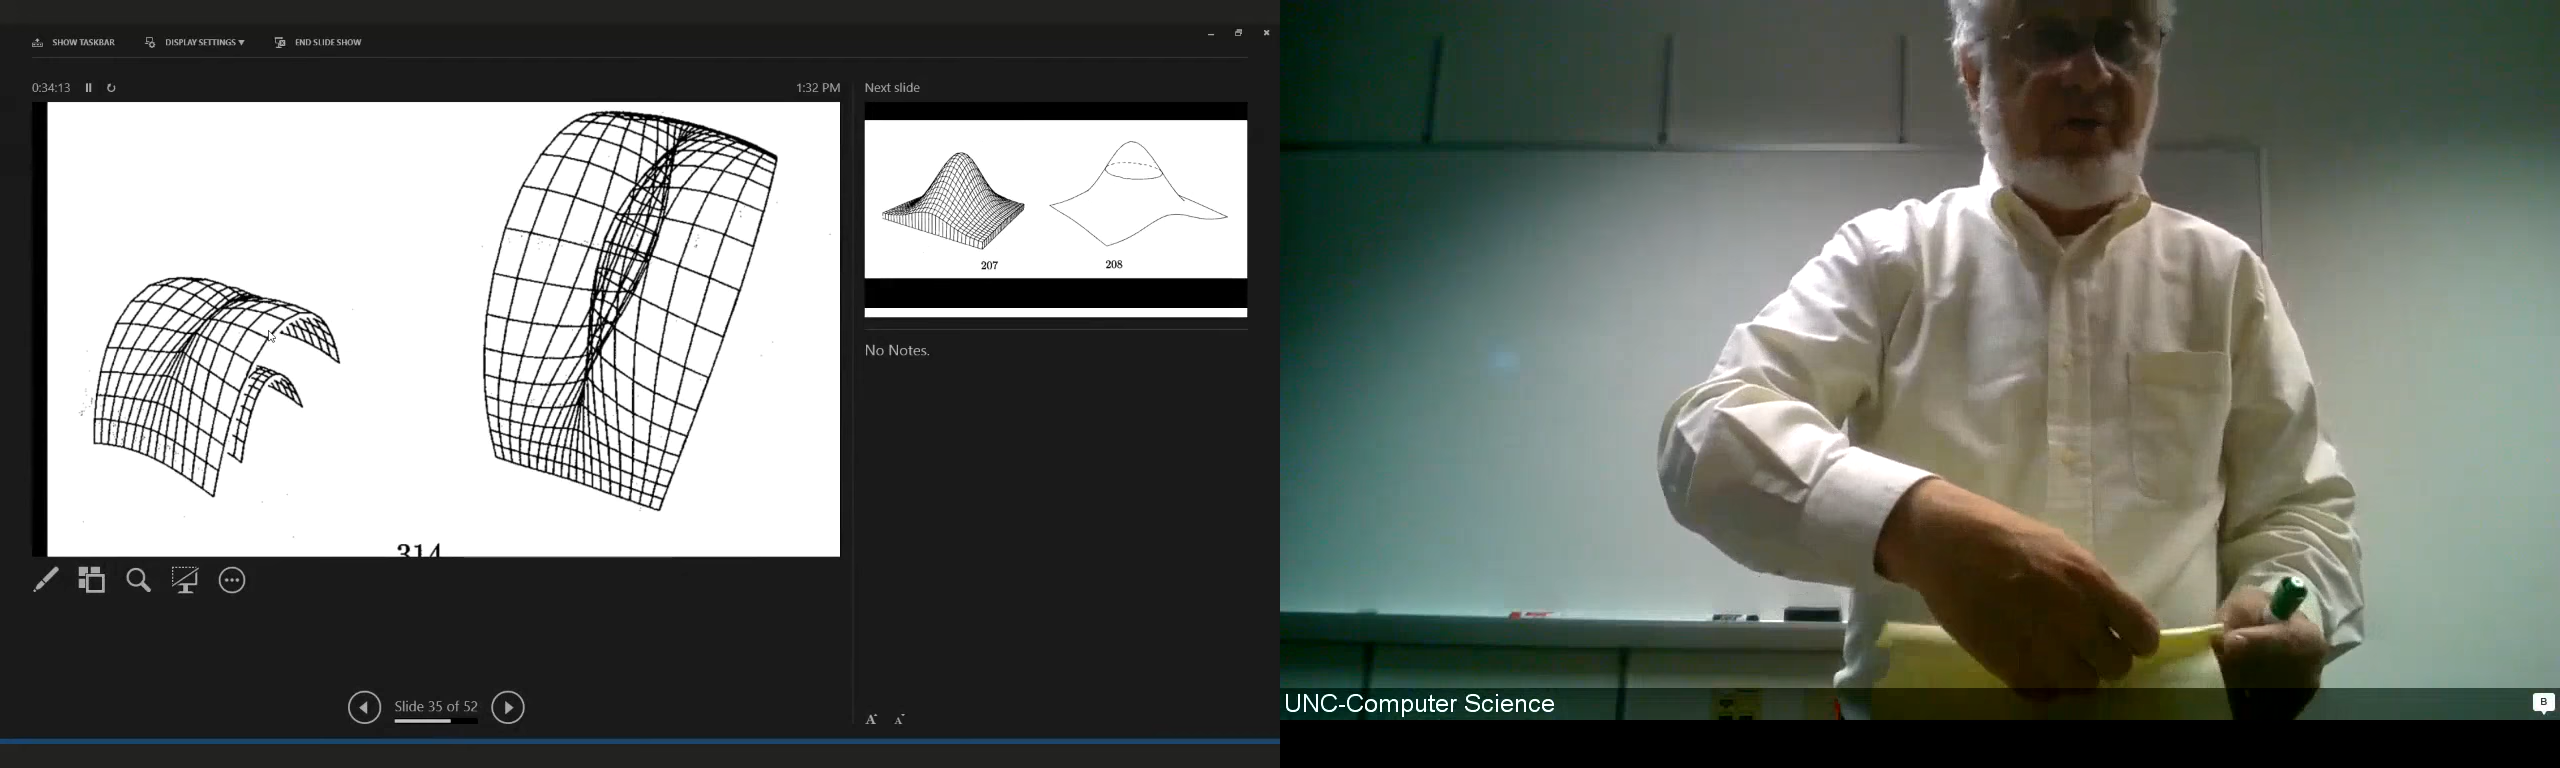 SHOW TASKBAR DISPLAY SETTINGS ▼ END SLIDE SHOW
0:34:13 1:32 PM
314
Slide 35 of 52
Next slide
207 208
No Notes.
A A
UNC-Computer Science
B